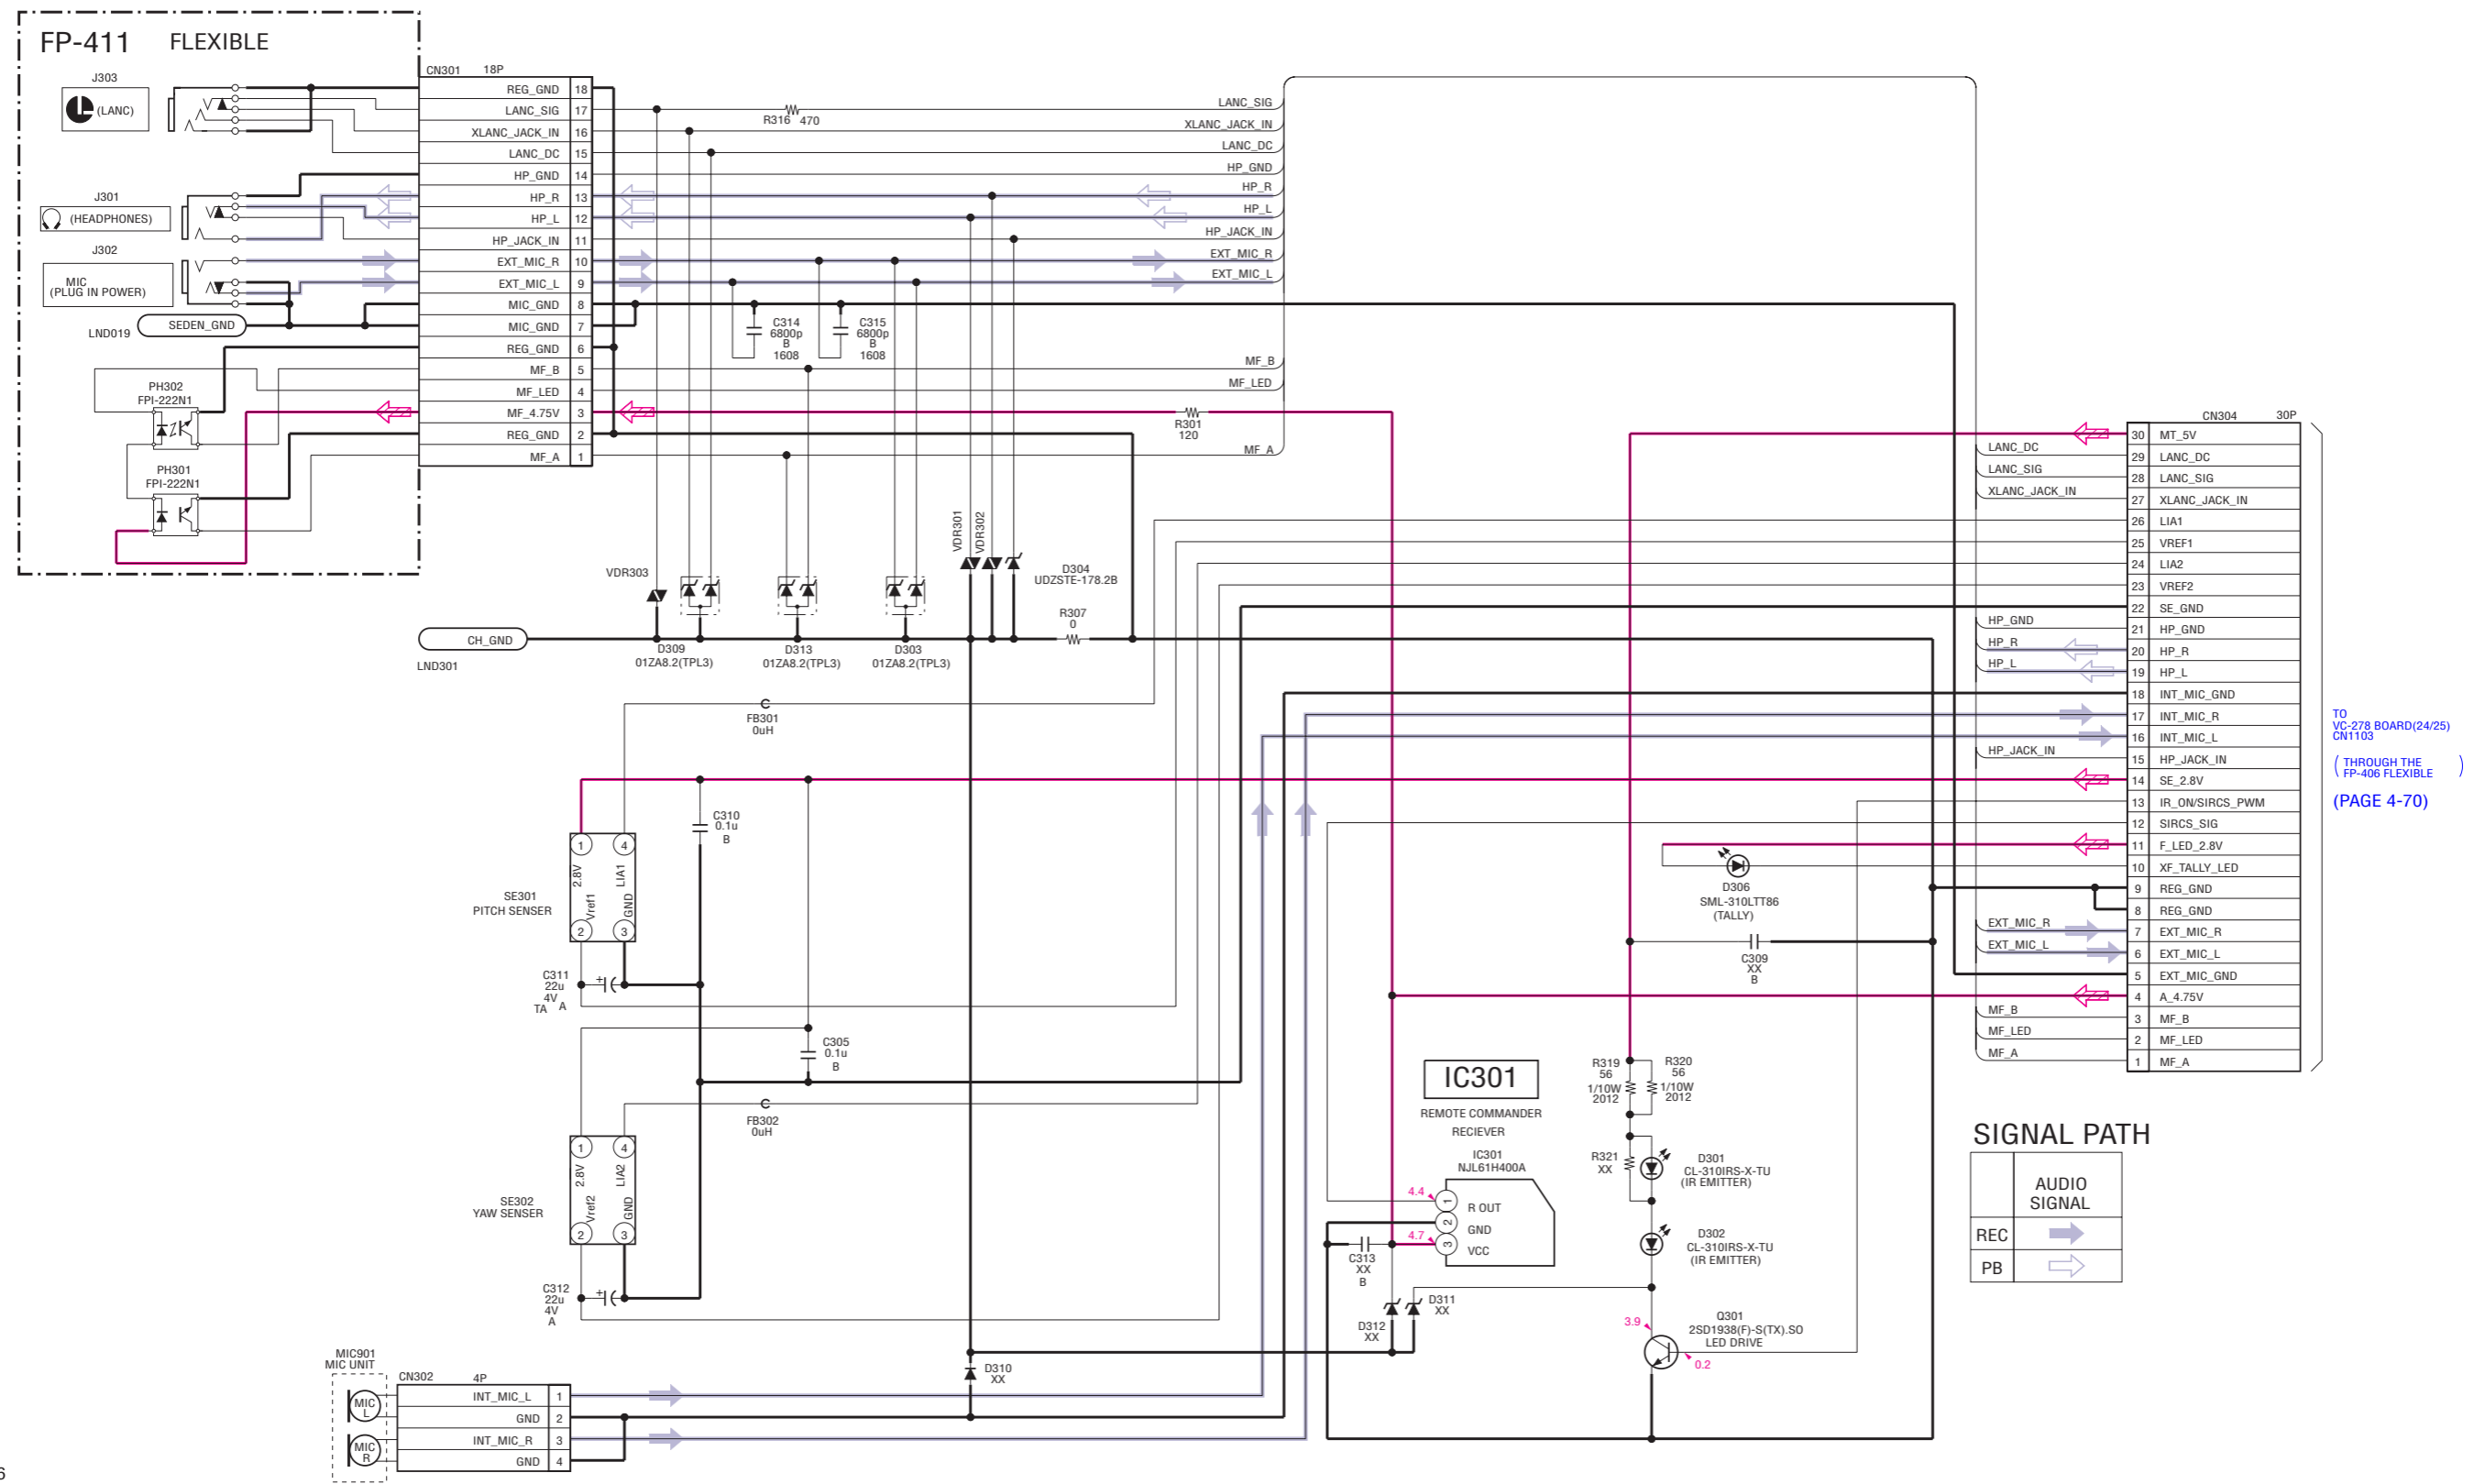 FP-411 FLEXIBLE
J303
(LANC)
J301
(HEADPHONES)
J302
MIC
(PLUG IN POWER)
LND019
SEDEN_GND
PH302
FPI-222N1
PH301
FPI-222N1
CN301 18P
REG_GND 18
LANC_SIG 17
XLANC_JACK_IN 16
LANC_DC 15
HP_GND 14
HP_R 13
HP_L 12
HP_JACK_IN 11
EXT_MIC_R 10
EXT_MIC_L 9
MIC_GND 8
MIC_GND 7
REG_GND 6
MF_B 5
MF_LED 4
MF_4.75V 3
REG_GND 2
MF_A 1
R316 470
LANC_SIG
XLANC_JACK_IN
LANC_DC
HP_GND
HP_R
HP_L
HP_JACK_IN
EXT_MIC_R
EXT_MIC_L
C314
6800p
B
1608
C315
6800p
B
1608
MF_B
MF_LED
R301
120
MF_A
VDR301
VDR302
VDR303
D304
UDZSTE-178.2B
R307
0
CH_GND
LND301
D309
01ZA8.2(TPL3)
D313
01ZA8.2(TPL3)
D303
01ZA8.2(TPL3)
FB301
0uH
C310
0.1u
B
1
4
2.8V
LIA1
Vref1
GND
2
3
SE301
PITCH SENSER
C311
22u
4V
TA A
C305
0.1u
B
FB302
0uH
1
4
2.8V
LIA2
Vref2
GND
2
3
SE302
YAW SENSER
C312
22u
4V
A
MIC901
MIC UNIT
MIC
L
MIC
R
CN302 4P
INT_MIC_L 1
GND 2
INT_MIC_R 3
GND 4
D310
XX
IC301
REMOTE COMMANDER
RECIEVER
IC301
NJL61H400A
4.4
1
R OUT
2
GND
4.7
3
VCC
C313
XX
B
D312
XX
D311
XX
R319
56
1/10W
2012
R320
56
1/10W
2012
R321
XX
D301
CL-310IRS-X-TU
(IR EMITTER)
D302
CL-310IRS-X-TU
(IR EMITTER)
3.9
Q301
2SD1938(F)-S(TX).SO
LED DRIVE
0.2
D306
SML-310LTT86
(TALLY)
C309
XX
B
LANC_DC
LANC_SIG
XLANC_JACK_IN
HP_GND
HP_R
HP_L
HP_JACK_IN
EXT_MIC_R
EXT_MIC_L
MF_B
MF_LED
MF_A
CN304 30P
30 MT_5V
29 LANC_DC
28 LANC_SIG
27 XLANC_JACK_IN
26 LIA1
25 VREF1
24 LIA2
23 VREF2
22 SE_GND
21 HP_GND
20 HP_R
19 HP_L
18 INT_MIC_GND
17 INT_MIC_R
16 INT_MIC_L
15 HP_JACK_IN
14 SE_2.8V
13 IR_ON/SIRCS_PWM
12 SIRCS_SIG
11 F_LED_2.8V
10 XF_TALLY_LED
9 REG_GND
8 REG_GND
7 EXT_MIC_R
6 EXT_MIC_L
5 EXT_MIC_GND
4 A_4.75V
3 MF_B
2 MF_LED
1 MF_A
TO
VC-278 BOARD(24/25)
CN1103
( THROUGH THE
FP-406 FLEXIBLE )
(PAGE 4-70)
SIGNAL PATH
AUDIO
SIGNAL
REC
PB
6